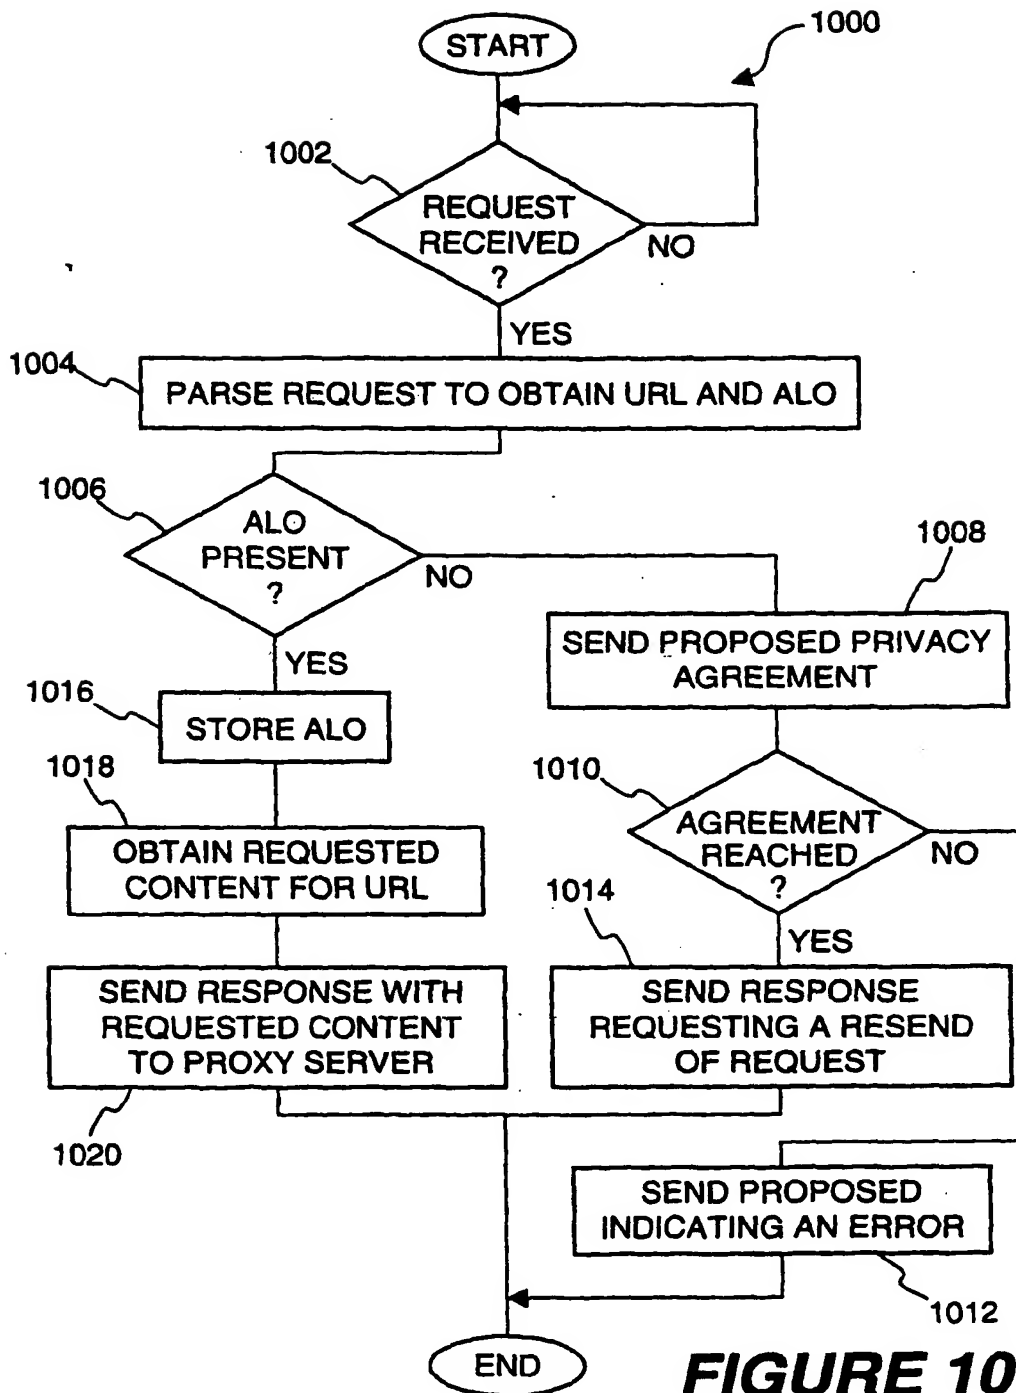 START
1000
1002
REQUEST
RECEIVED
?
NO
YES
1004
PARSE REQUEST TO OBTAIN URL AND ALO
1006
ALO
PRESENT
?
NO
YES
1008
SEND PROPOSED PRIVACY
AGREEMENT
1016
STORE ALO
1018
OBTAIN REQUESTED
CONTENT FOR URL
1010
AGREEMENT
REACHED
?
NO
YES
1014
SEND RESPONSE WITH
REQUESTED CONTENT
TO PROXY SERVER
1020
SEND RESPONSE
REQUESTING A RESEND
OF REQUEST
SEND PROPOSED
INDICATING AN ERROR
1012
END
FIGURE 10